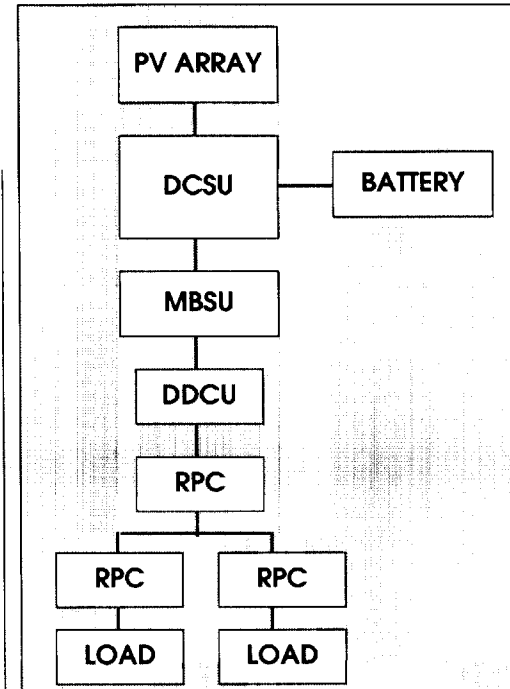 PV ARRAY
DCSU
BATTERY
MBSU
DDCU
RPC
RPC RPC
LOAD LOAD